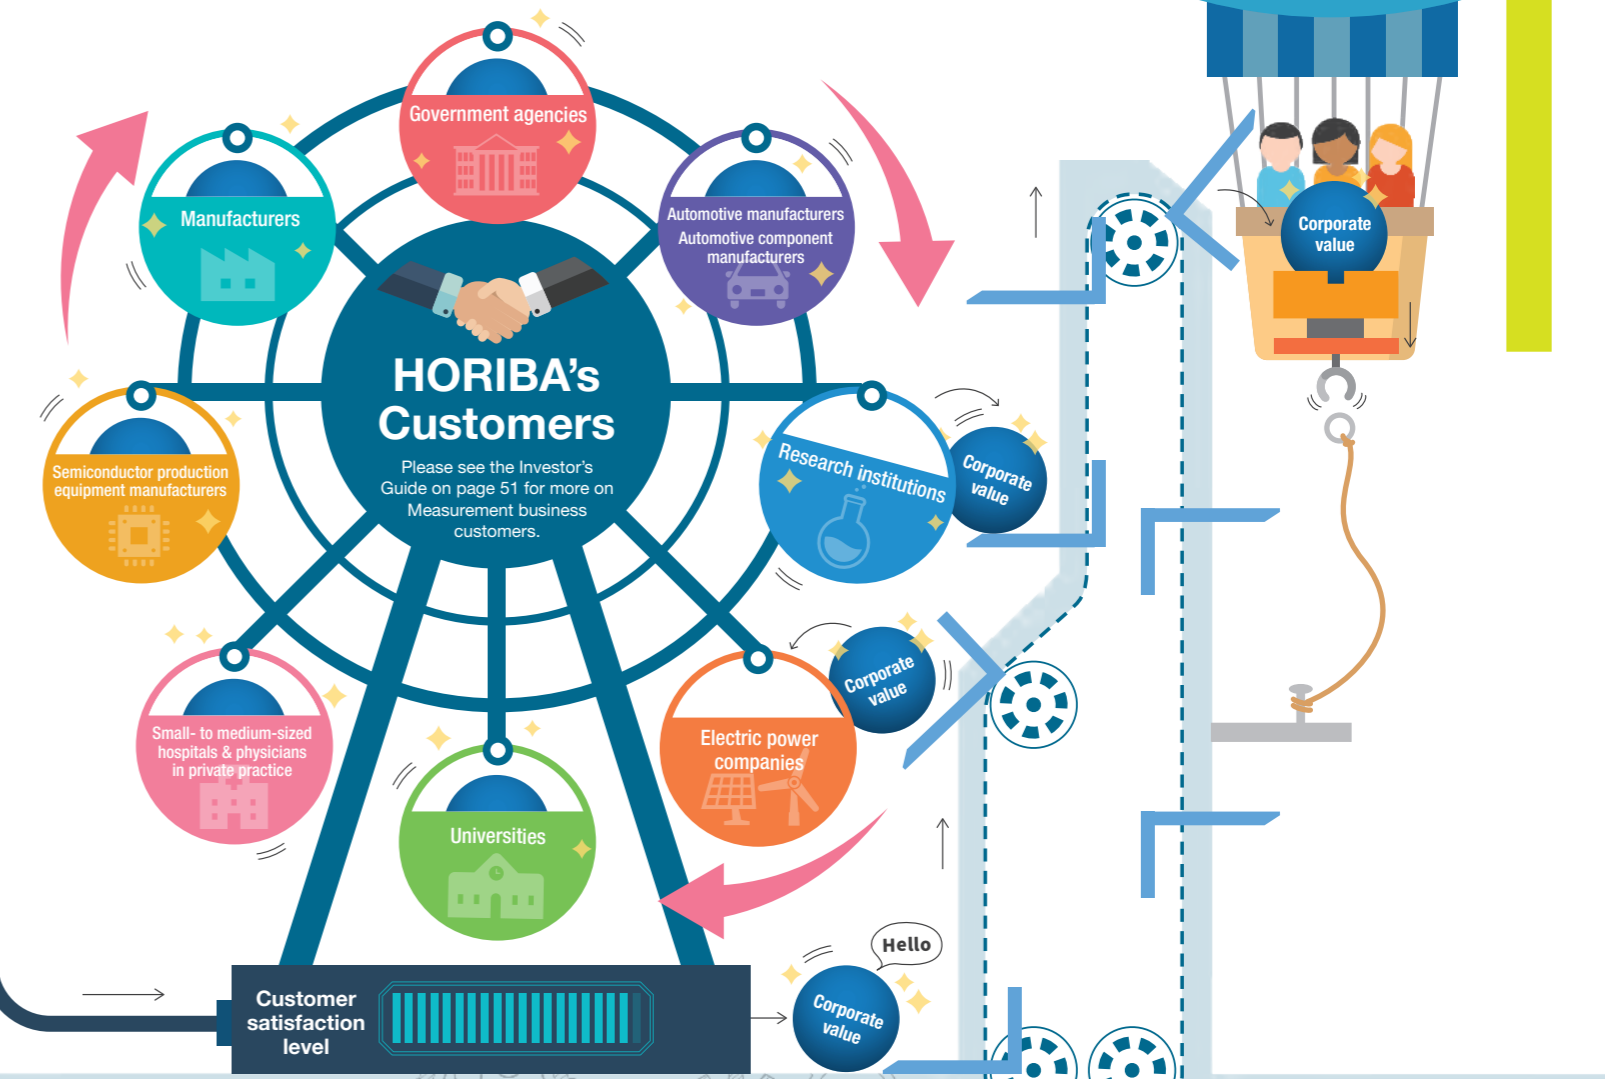 Government agencies
Manufacturers
Automotive manufacturers
Automotive component
manufacturers
Corporate
value
HORIBA's
Customers
Please see the Investor's
Guide on page 51 for more on
Measurement business
customers.
Semiconductor production
equipment manufacturers
Research institutions
Corporate
value
Small- to medium-sized
hospitals & physicians
in private practice
Universities
Electric power
companies
Corporate
value
Customer
satisfaction
level
Hello
Corporate
value